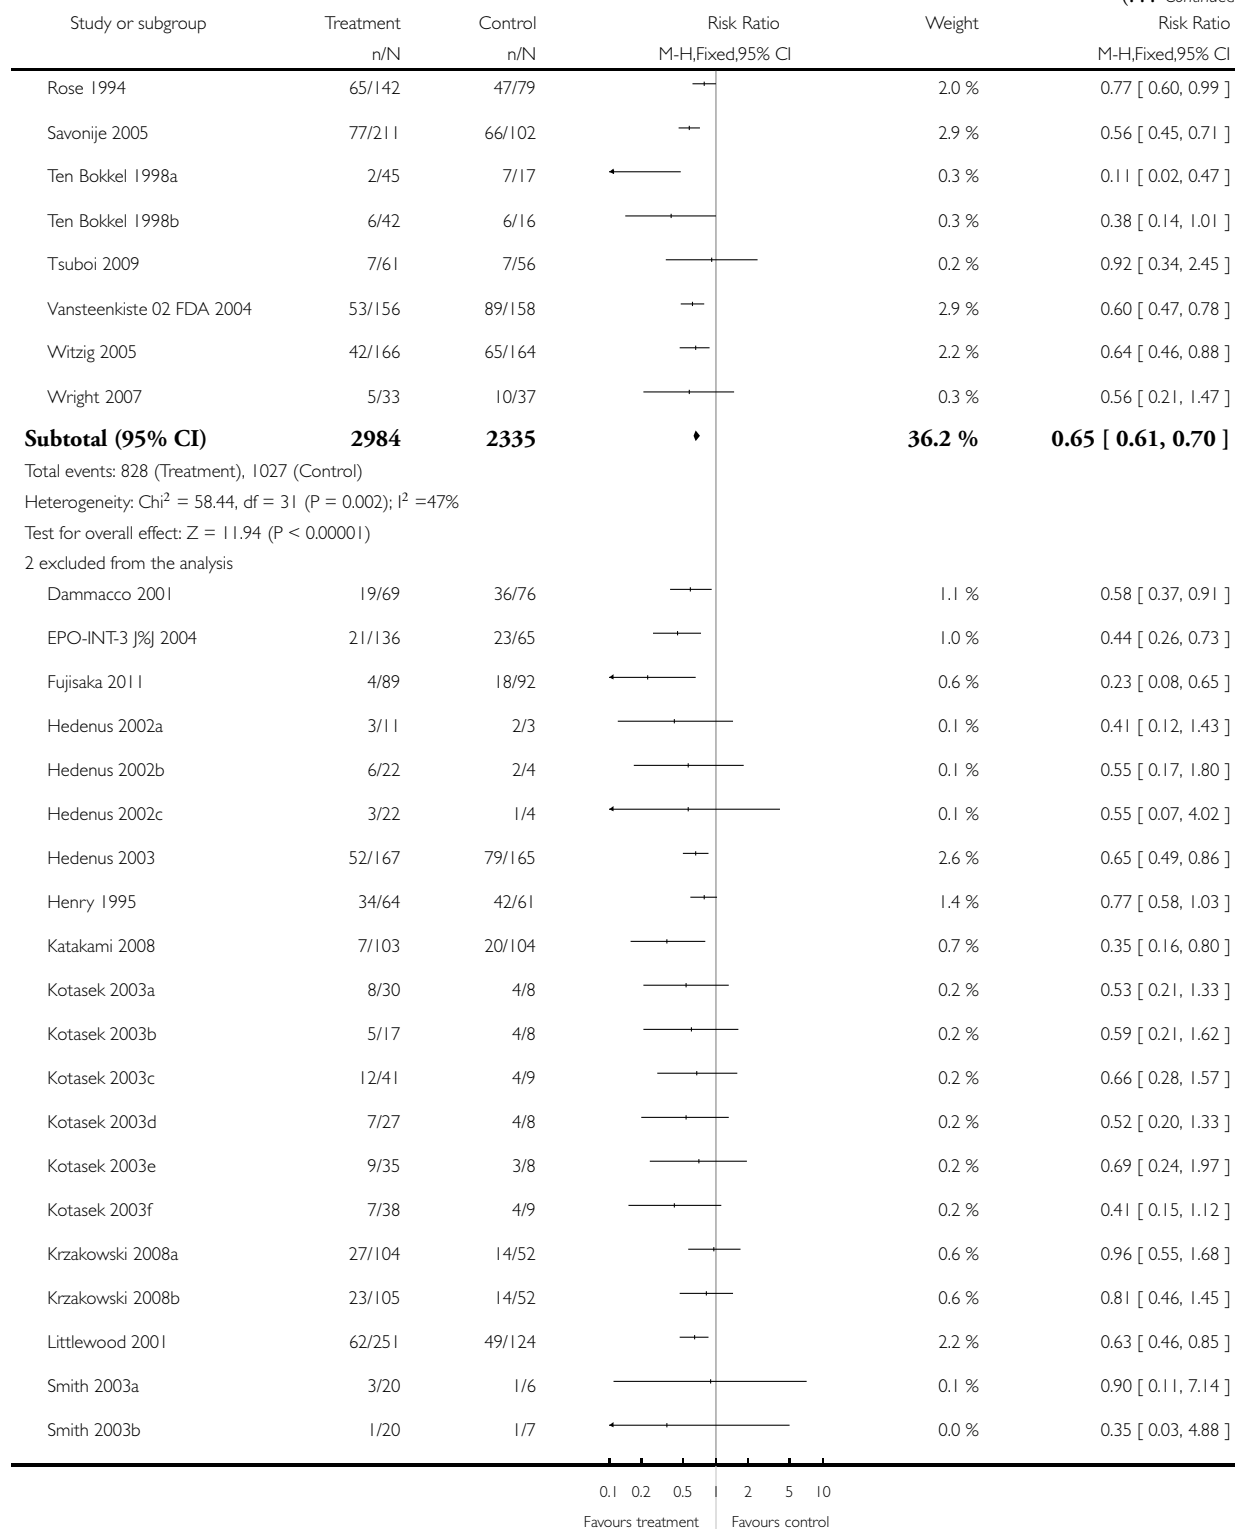 Continued
Study or subgroup Treatment Control Risk Ratio Weight Risk Ratio
n/N n/N M-H,Fixed,95% CI M-H,Fixed,95% CI
Rose 1994 65/142 47/79 2.0 % 0.77 [ 0.60, 0.99 ]
Savonije 2005 77/211 66/102 2.9 % 0.56 [ 0.45, 0.71 ]
Ten Bokkel 1998a 2/45 7/17 0.3 % 0.11 [ 0.02, 0.47 ]
Ten Bokkel 1998b 6/42 6/16 0.3 % 0.38 [ 0.14, 1.01 ]
Tsuboi 2009 7/61 7/56 0.2 % 0.92 [ 0.34, 2.45 ]
Vansteenkiste 02 FDA 2004 53/156 89/158 2.9 % 0.60 [ 0.47, 0.78 ]
Witzig 2005 42/166 65/164 2.2 % 0.64 [ 0.46, 0.88 ]
Wright 2007 5/33 10/37 0.3 % 0.56 [ 0.21, 1.47 ]
Subtotal (95% CI) 2984 2335 36.2 % 0.65 [ 0.61, 0.70 ]
Total events: 828 (Treatment), 1027 (Control)
Heterogeneity: Chi² = 58.44, df = 31 (P = 0.002); I² =47%
Test for overall effect: Z = 11.94 (P < 0.00001)
2 excluded from the analysis
Dammacco 2001 19/69 36/76 1.1 % 0.58 [ 0.37, 0.91 ]
EPO-INT-3 J%J 2004 21/136 23/65 1.0 % 0.44 [ 0.26, 0.73 ]
Fujisaka 2011 4/89 18/92 0.6 % 0.23 [ 0.08, 0.65 ]
Hedenus 2002a 3/11 2/3 0.1 % 0.41 [ 0.12, 1.43 ]
Hedenus 2002b 6/22 2/4 0.1 % 0.55 [ 0.17, 1.80 ]
Hedenus 2002c 3/22 1/4 0.1 % 0.55 [ 0.07, 4.02 ]
Hedenus 2003 52/167 79/165 2.6 % 0.65 [ 0.49, 0.86 ]
Henry 1995 34/64 42/61 1.4 % 0.77 [ 0.58, 1.03 ]
Katakami 2008 7/103 20/104 0.7 % 0.35 [ 0.16, 0.80 ]
Kotasek 2003a 8/30 4/8 0.2 % 0.53 [ 0.21, 1.33 ]
Kotasek 2003b 5/17 4/8 0.2 % 0.59 [ 0.21, 1.62 ]
Kotasek 2003c 12/41 4/9 0.2 % 0.66 [ 0.28, 1.57 ]
Kotasek 2003d 7/27 4/8 0.2 % 0.52 [ 0.20, 1.33 ]
Kotasek 2003e 9/35 3/8 0.2 % 0.69 [ 0.24, 1.97 ]
Kotasek 2003f 7/38 4/9 0.2 % 0.41 [ 0.15, 1.12 ]
Krzakowski 2008a 27/104 14/52 0.6 % 0.96 [ 0.55, 1.68 ]
Krzakowski 2008b 23/105 14/52 0.6 % 0.81 [ 0.46, 1.45 ]
Littlewood 2001 62/251 49/124 2.2 % 0.63 [ 0.46, 0.85 ]
Smith 2003a 3/20 1/6 0.1 % 0.90 [ 0.11, 7.14 ]
Smith 2003b 1/20 1/7 0.0 % 0.35 [ 0.03, 4.88 ]
0.1 0.2 0.5 1 2 5 10
Favours treatment Favours control